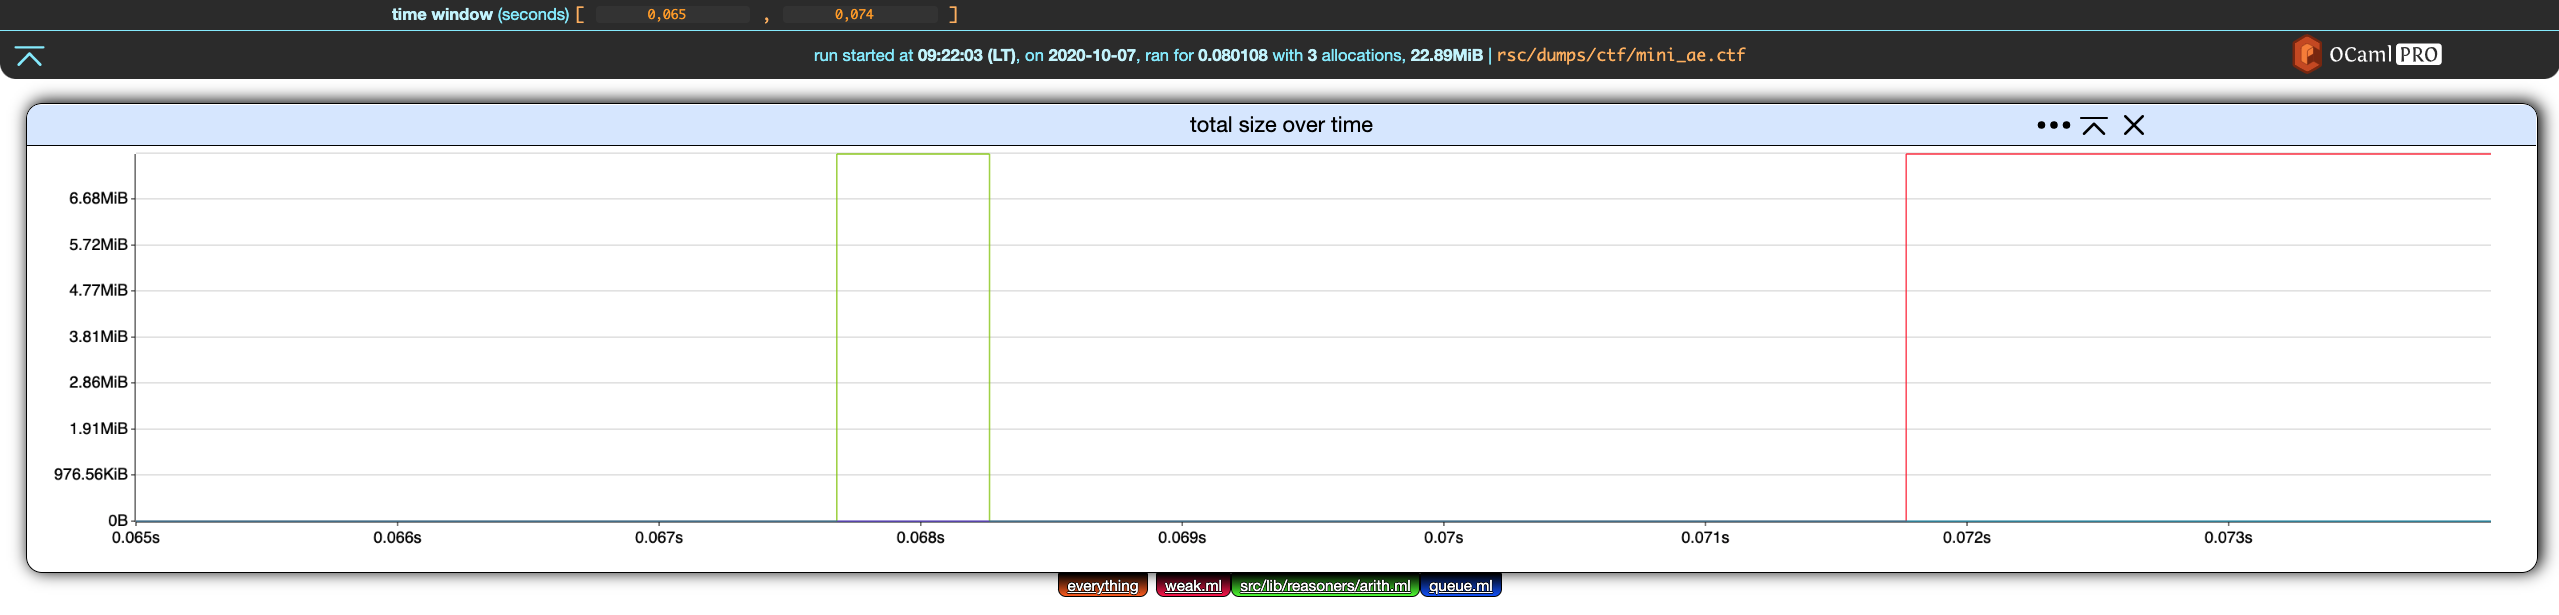 time window (seconds) [ 0,065 , 0,074 ]
run started at 09:22:03 (LT), on 2020-10-07, ran for 0.080108 with 3 allocations, 22.89MiB | rsc/dumps/ctf/mini_ae.ctf
OCaml PRO
total size over time
6.68MiB
5.72MiB
4.77MiB
3.81MiB
2.86MiB
1.91MiB
976.56KiB
0B
0.065s 0.066s 0.067s 0.068s 0.069s 0.07s 0.071s 0.072s 0.073s
everything weak.ml src/lib/reasoners/arith.ml queue.ml